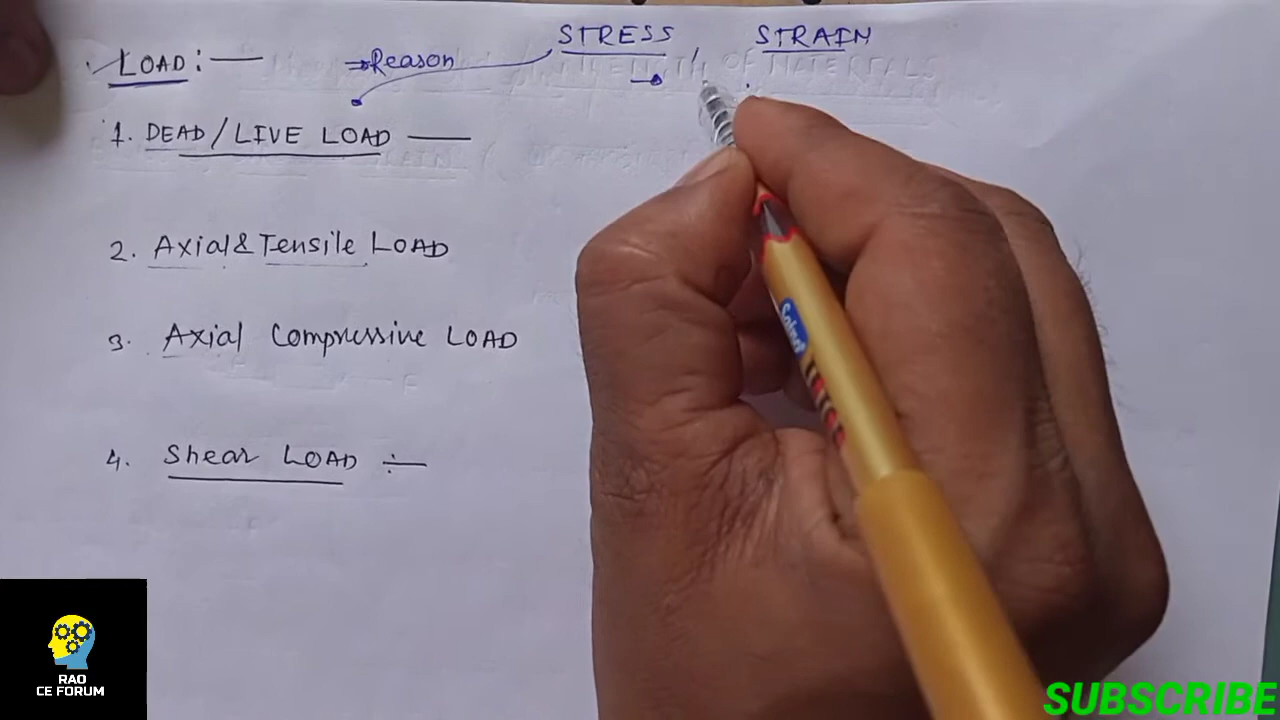 STRESS / STRAIN
LOAD :— ⇒Reason
1. DEAD/LIVE LOAD —
2. Axial & Tensile LOAD
3. Axial Compressive LOAD
4. Shear LOAD ÷
RAO
CE FORUM
SUBSCRIBE